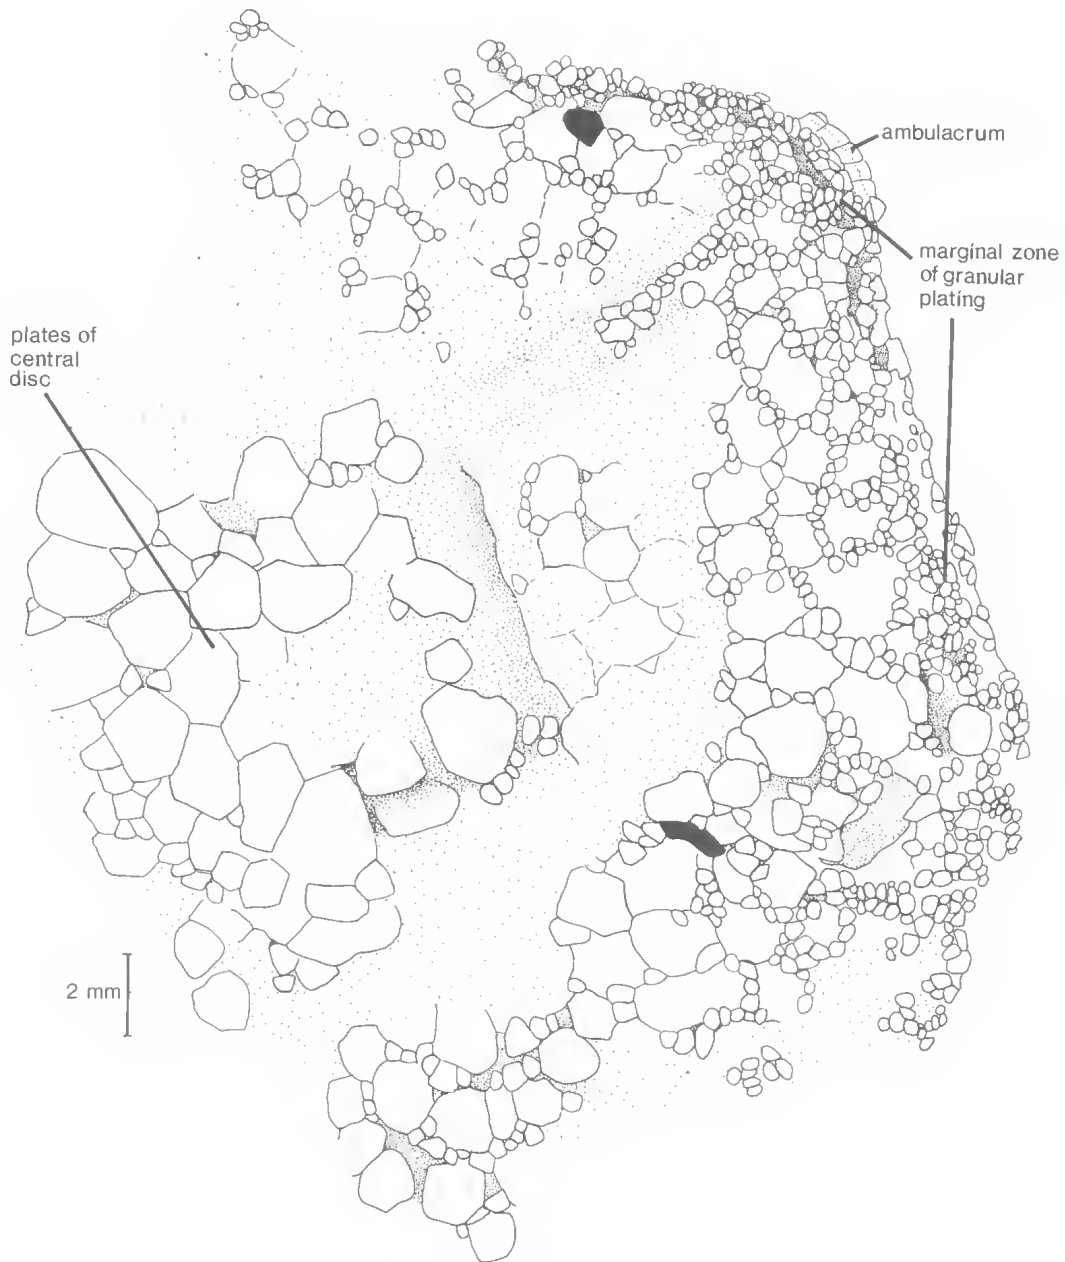 ambulacrum
marginal zone
of granular
plating
plates of
central
disc
2 mm